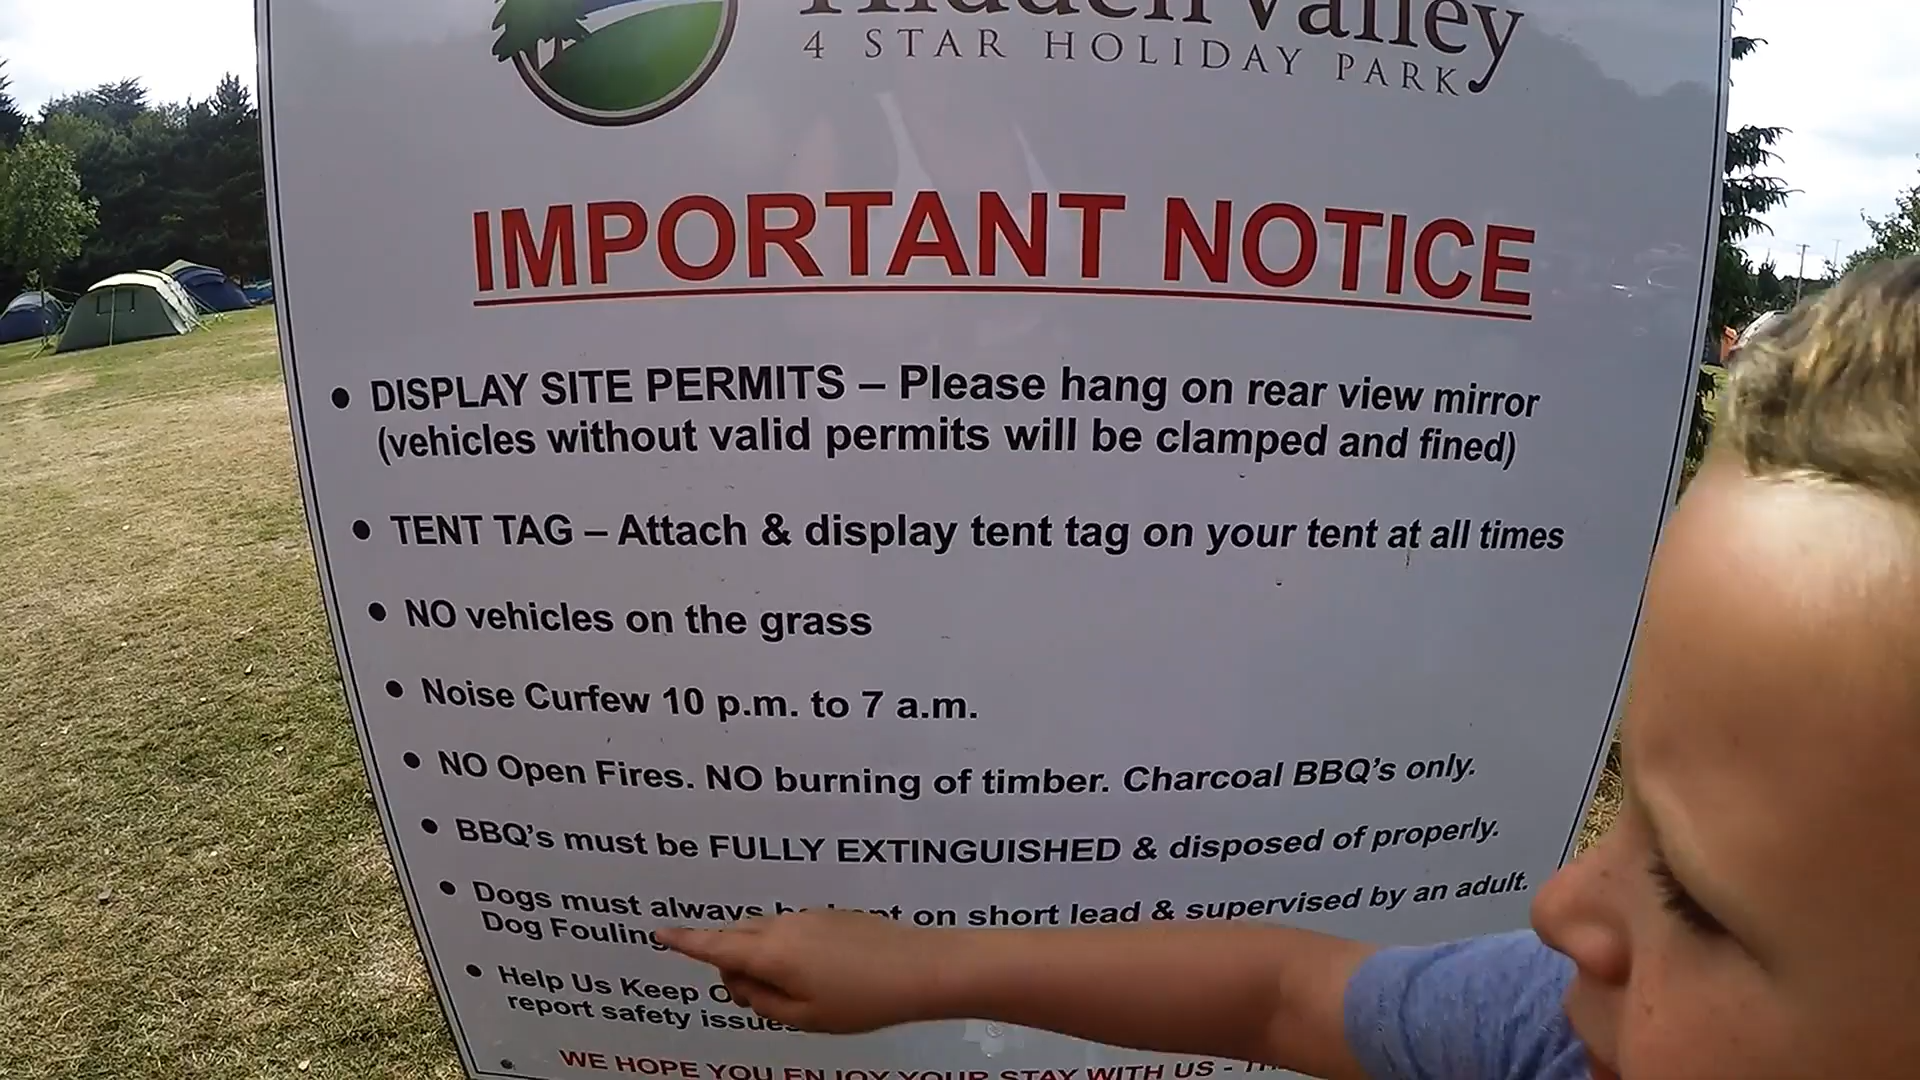 Hidden Valley
4 STAR HOLIDAY PARK
IMPORTANT NOTICE
• DISPLAY SITE PERMITS – Please hang on rear view mirror
(vehicles without valid permits will be clamped and fined)
• TENT TAG – Attach & display tent tag on your tent at all times
• NO vehicles on the grass
• Noise Curfew 10 p.m. to 7 a.m.
• NO Open Fires. NO burning of timber. Charcoal BBQ's only.
• BBQ's must be FULLY EXTINGUISHED & disposed of properly.
• Dogs must always on short lead & supervised by an adult.
Dog Fouling
• Help Us Keep
report safety issues
• WE HOPE YOU ENJOY YOUR STAY WITH US -